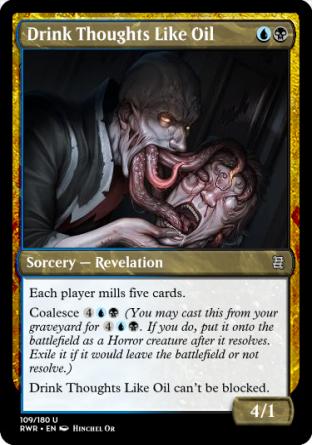 Drink Thoughts Like Oil
Sorcery — Revelation
Each player mills five cards.
Coalesce 4 (You may cast this from your
graveyard for 4 . If you do, put it onto the
battlefield as a Horror creature after it resolves.
Exile it if it would leave the battlefield or not
resolve.)
Drink Thoughts Like Oil can't be blocked.
4/1
109/180 U
RWR • EN Hinchel Or